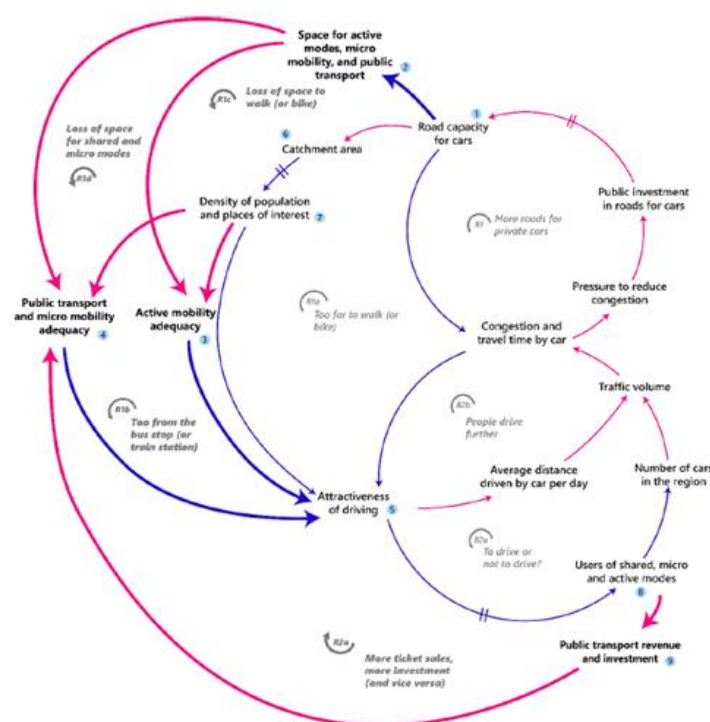 Space for active
modes, micro
mobility, and public
transport
2
R1c
Loss of space to
walk (or bike)
Loss of space
for shared and
micro modes
R1d
6
Catchment area
1
Road capacity
for cars
Public investment
in roads for cars
Density of population
and places of interest
7
R1
More roads for
private cars
Pressure to reduce
congestion
Public transport
and micro mobility
adequacy
4
Active mobility
adequacy
3
R1a
Too far to walk (or
bike)
Congestion and
travel time by car
Traffic volume
R1b
Too from the
bus stop (or
train station)
B2b
People drive
further
Average distance
driven by car per day
Number of cars
in the region
Attractiveness
of driving
5
B2a
To drive or
not to drive?
Users of shared, micro
and active modes
8
Public transport revenue
and investment
9
R2a
More ticket sales,
more investment
(and vice versa)